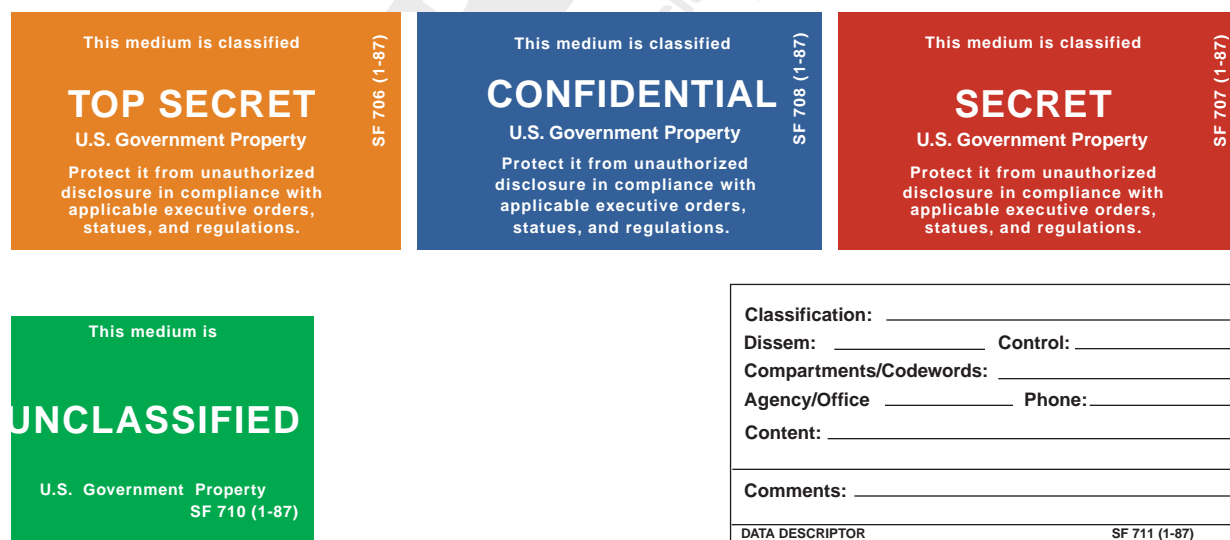 This medium is classified
TOP SECRET
U.S. Government Property
Protect it from unauthorized
disclosure in compliance with
applicable executive orders,
statues, and regulations.
SF 706 (1-87)
This medium is classified
CONFIDENTIAL
U.S. Government Property
Protect it from unauthorized
disclosure in compliance with
applicable executive orders,
statues, and regulations.
SF 708 (1-87)
This medium is classified
SECRET
U.S. Government Property
Protect it from unauthorized
disclosure in compliance with
applicable executive orders,
statues, and regulations.
SF 707 (1-87)
This medium is
UNCLASSIFIED
U.S. Government Property
SF 710 (1-87)
Classification:
Dissem: Control:
Compartments/Codewords:
Agency/Office Phone:
Content:
Comments:
DATA DESCRIPTOR SF 711 (1-87)